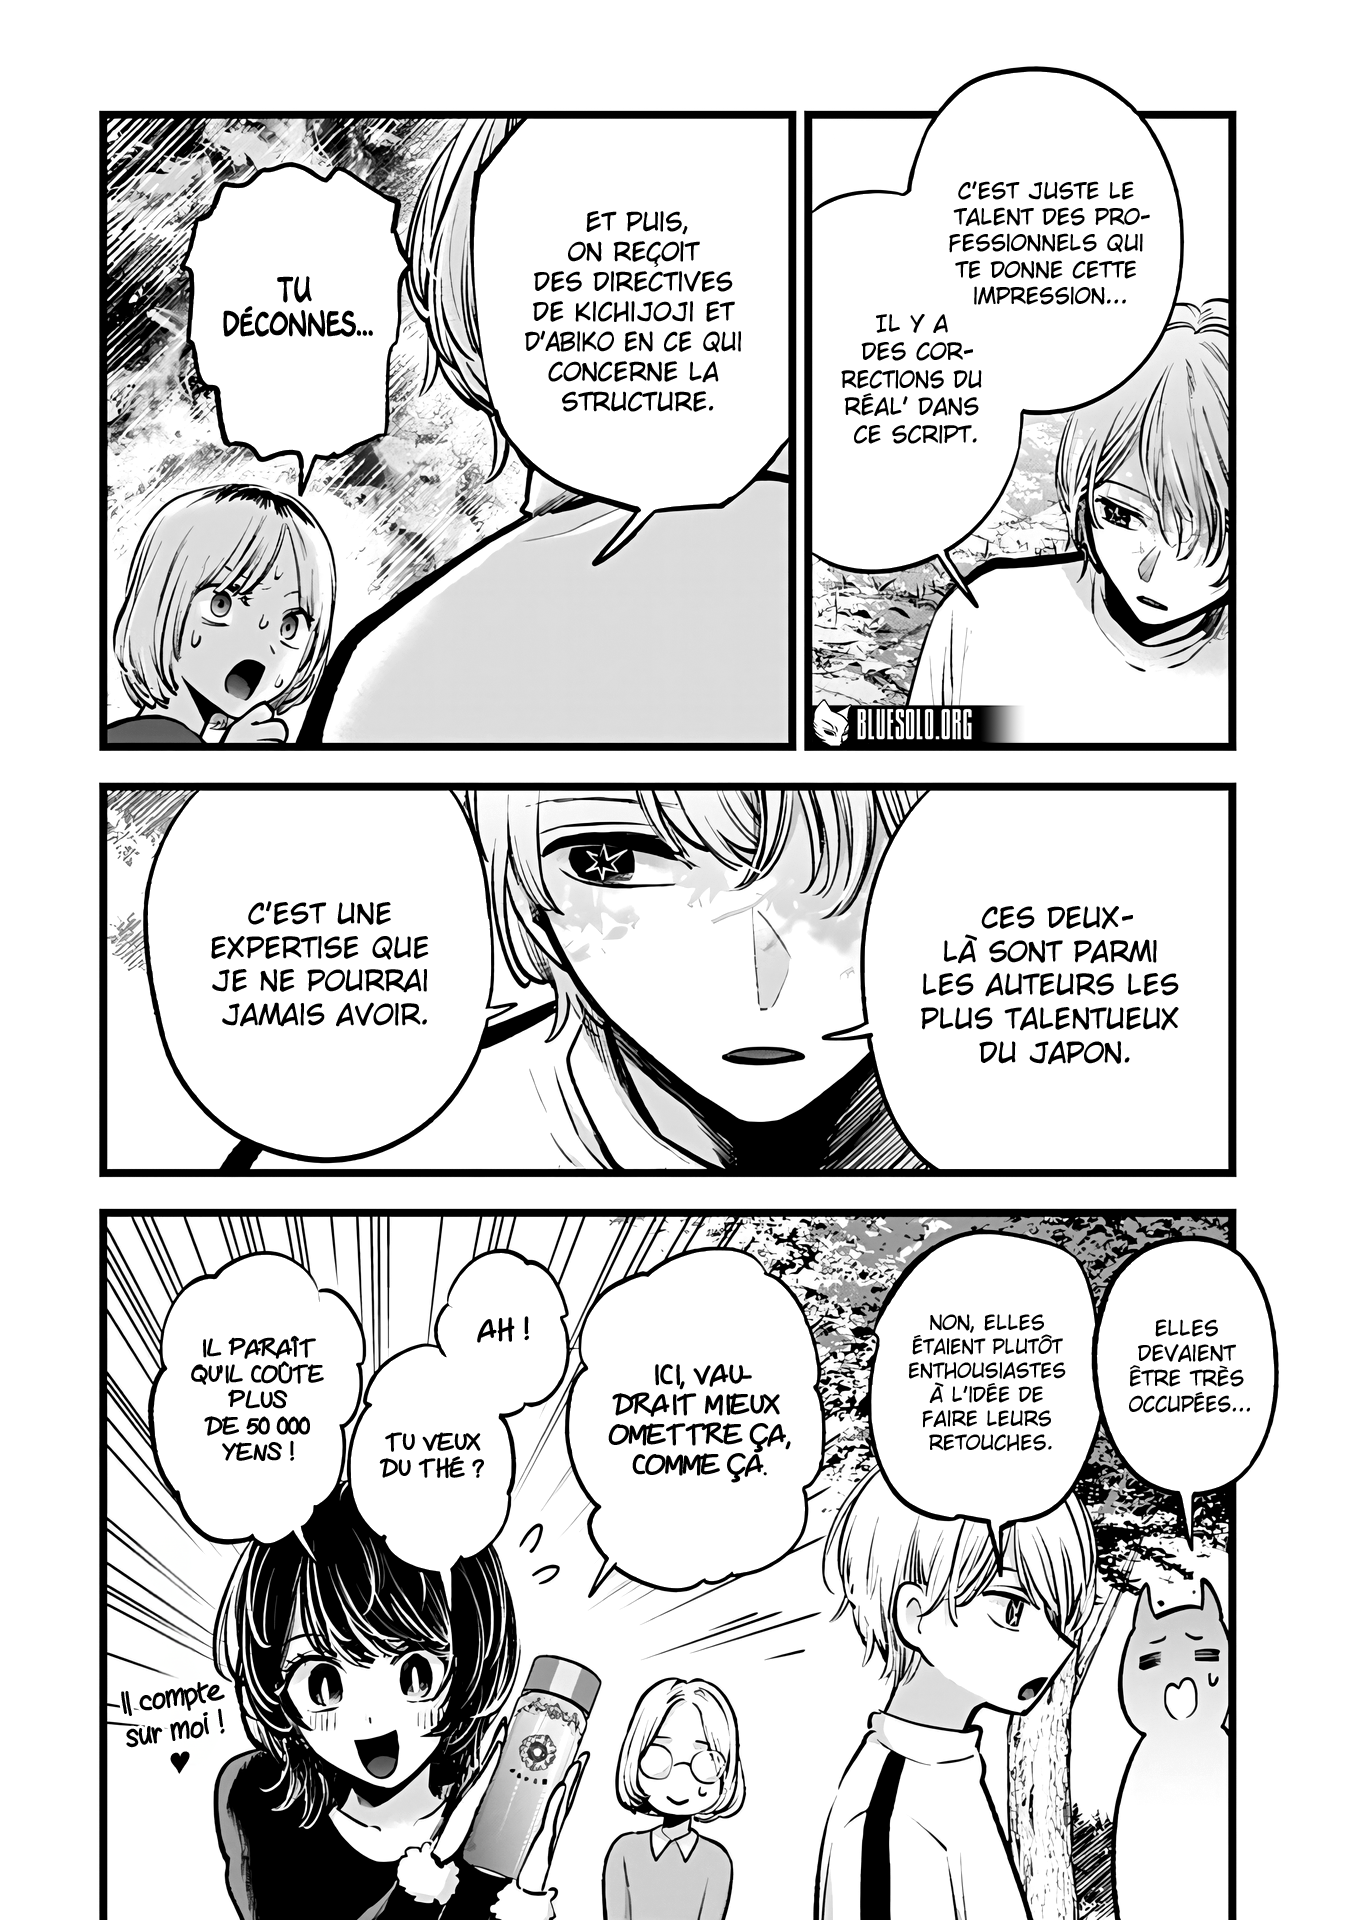 C'EST JUSTE LE
TALENT DES PRO-
FESSIONNELS QUI
TE DONNE CETTE
IMPRESSION...
IL Y A
DES COR-
RECTIONS DU
RÉAL' DANS
CE SCRIPT.
BLUESOLO.ORG
ET PUIS,
ON REÇOIT
DES DIRECTIVES
DE KICHIJOJI ET
D'ABIKO EN CE QUI
CONCERNE LA
STRUCTURE.
TU
DÉCONNES...
CES DEUX-
LÀ SONT PARMI
LES AUTEURS LES
PLUS TALENTUEUX
DU JAPON.
C'EST UNE
EXPERTISE QUE
JE NE POURRAI
JAMAIS AVOIR.
ELLES
DEVAIENT
ÊTRE TRÈS
OCCUPÉES...
NON, ELLES
ÉTAIENT PLUTÔT
ENTHOUSIASTES
À L'IDÉE DE
FAIRE LEURS
RETOUCHES.
ICI, VAU-
DRAIT MIEUX
OMETTRE ÇA,
COMME ÇA.
AH !
TU VEUX
DU THÉ ?
IL PARAÎT
QU'IL COÛTE
PLUS
DE 50 000
YENS !
Il compte
sur moi !
♥